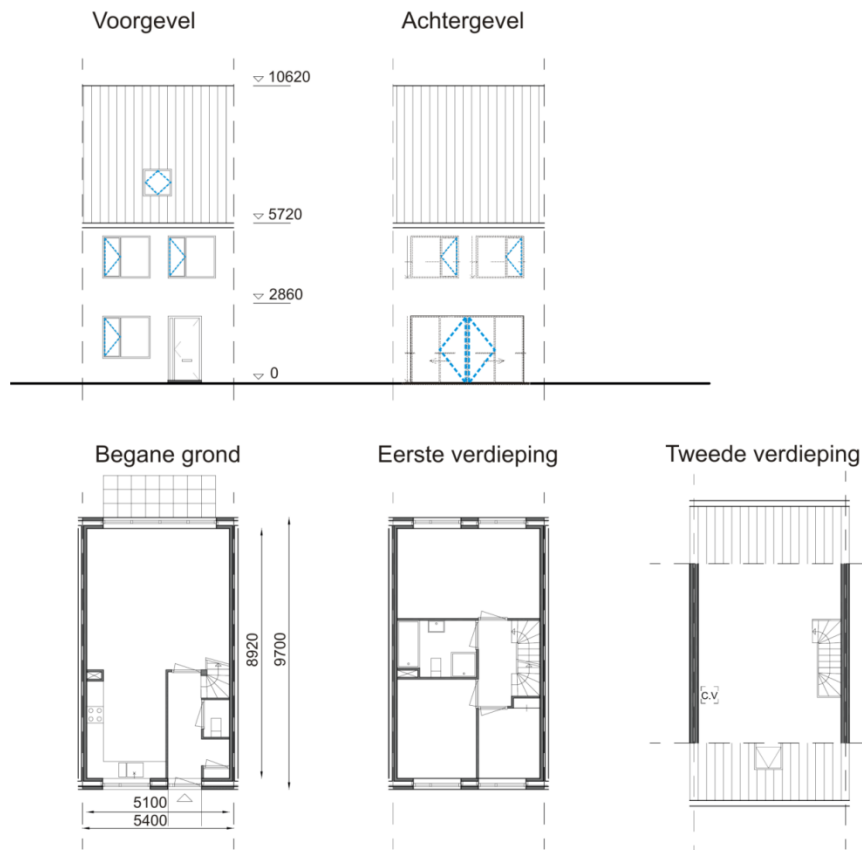 Voorgevel
Achtergevel
10620
5720
2860
0
Begane grond
Eerste verdieping
Tweede verdieping
8920
9700
C.V
5100
5400